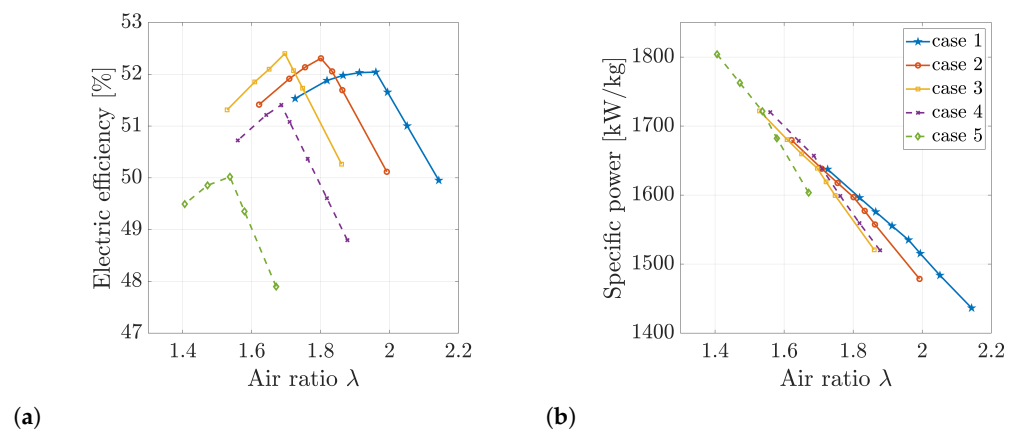 53
52
51
50
49
48
47
Electric efficiency [%]
1.4 1.6 1.8 2 2.2
Air ratio λ
(a)
1800
1700
1600
1500
1400
Specific power [kW/kg]
case 1
case 2
case 3
case 4
case 5
1.4 1.6 1.8 2 2.2
Air ratio λ
(b)